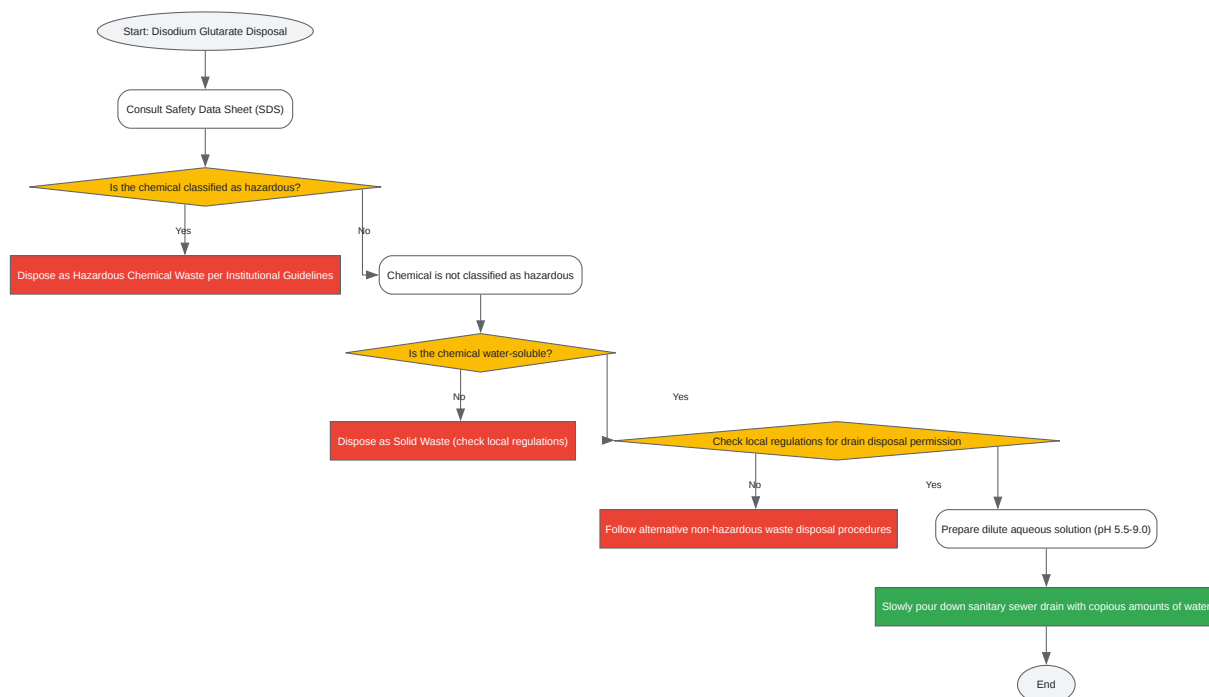 Start: Disodium Glutarate Disposal
Consult Safety Data Sheet (SDS)
Is the chemical classified as hazardous?
Yes
No
Dispose as Hazardous Chemical Waste per Institutional Guidelines
Chemical is not classified as hazardous
Is the chemical water-soluble?
No
Yes
Dispose as Solid Waste (check local regulations)
Check local regulations for drain disposal permission
No
Yes
Follow alternative non-hazardous waste disposal procedures
Prepare dilute aqueous solution (pH 5.5-9.0)
Slowly pour down sanitary sewer drain with copious amounts of water
End